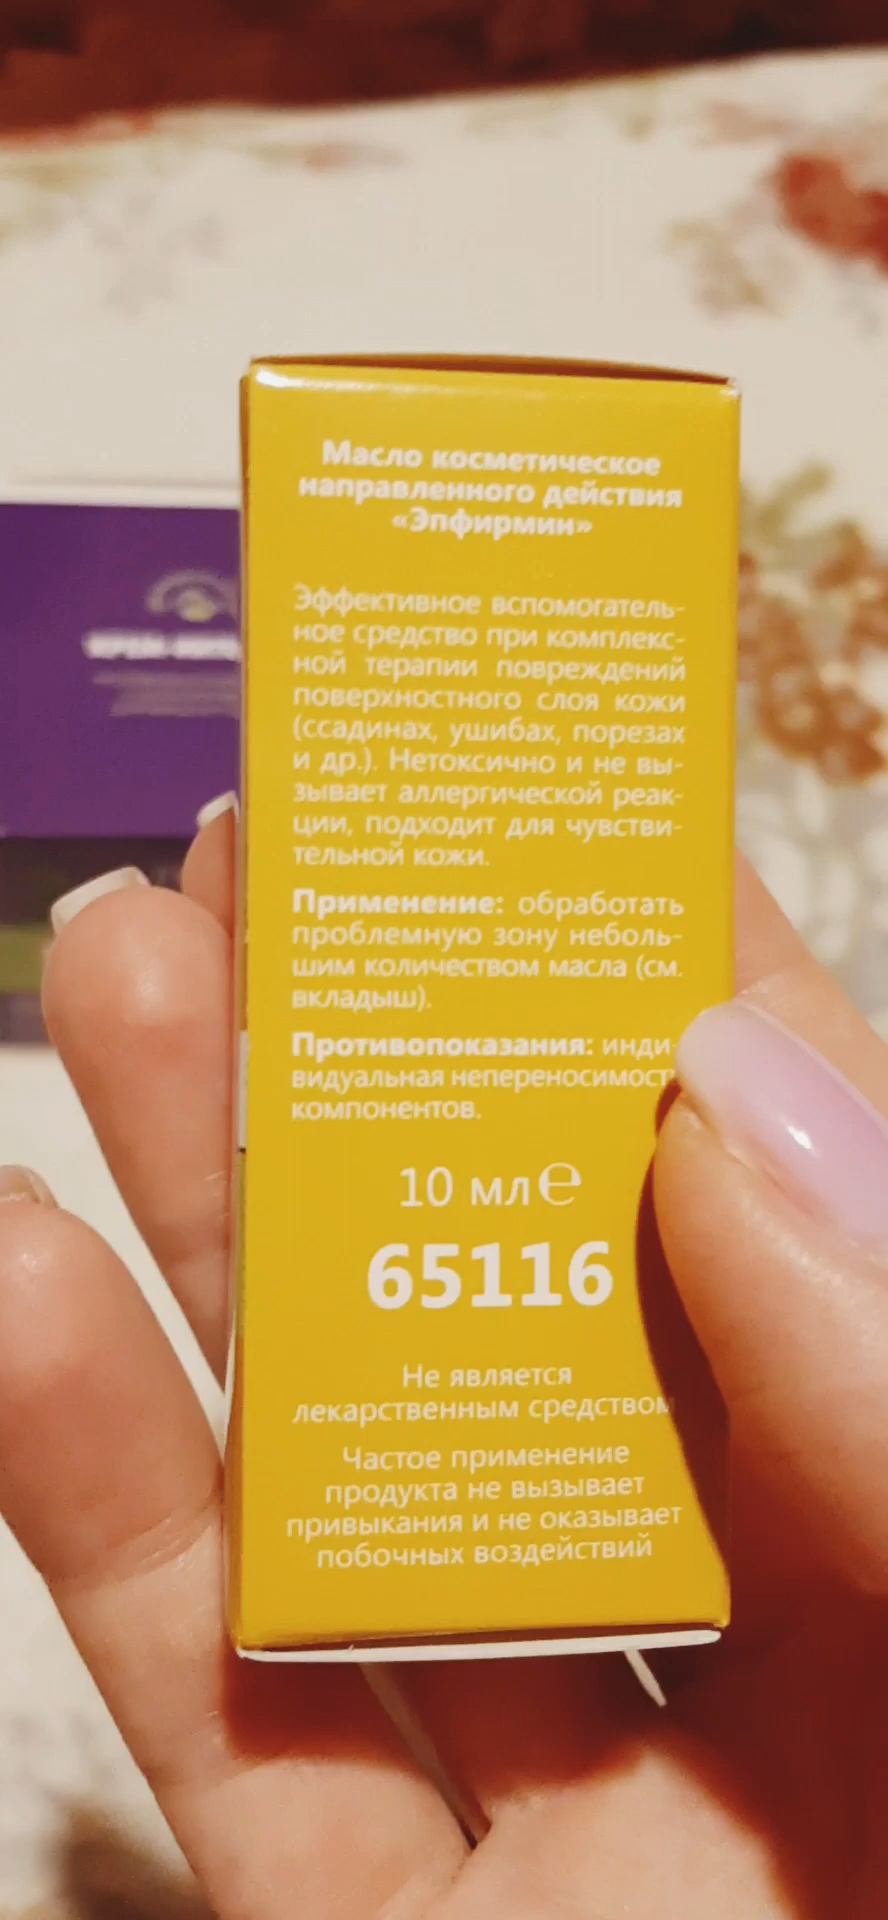 Масло косметическое
направленного действия
«Эпфирмин»
Эффективное вспомогатель-
ное средство при комплекс-
ной терапии повреждений
поверхностного слоя кожи
(ссадинах, ушибах, порезах
и др.). Нетоксично и не вы-
зывает аллергической реак-
ции, подходит для чувстви-
тельной кожи.
Применение: обработать
проблемную зону неболь-
шим количеством масла (см.
вкладыш).
Противопоказания: инди-
видуальная непереносимость
компонентов.
10 мл ℮
65116
Не является
лекарственным средством
Частое применение
продукта не вызывает
привыкания и не оказывает
побочных воздействий